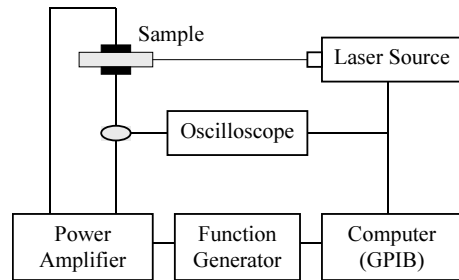 Sample
Laser Source
Oscilloscope
Power
Amplifier
Function
Generator
Computer
(GPIB)